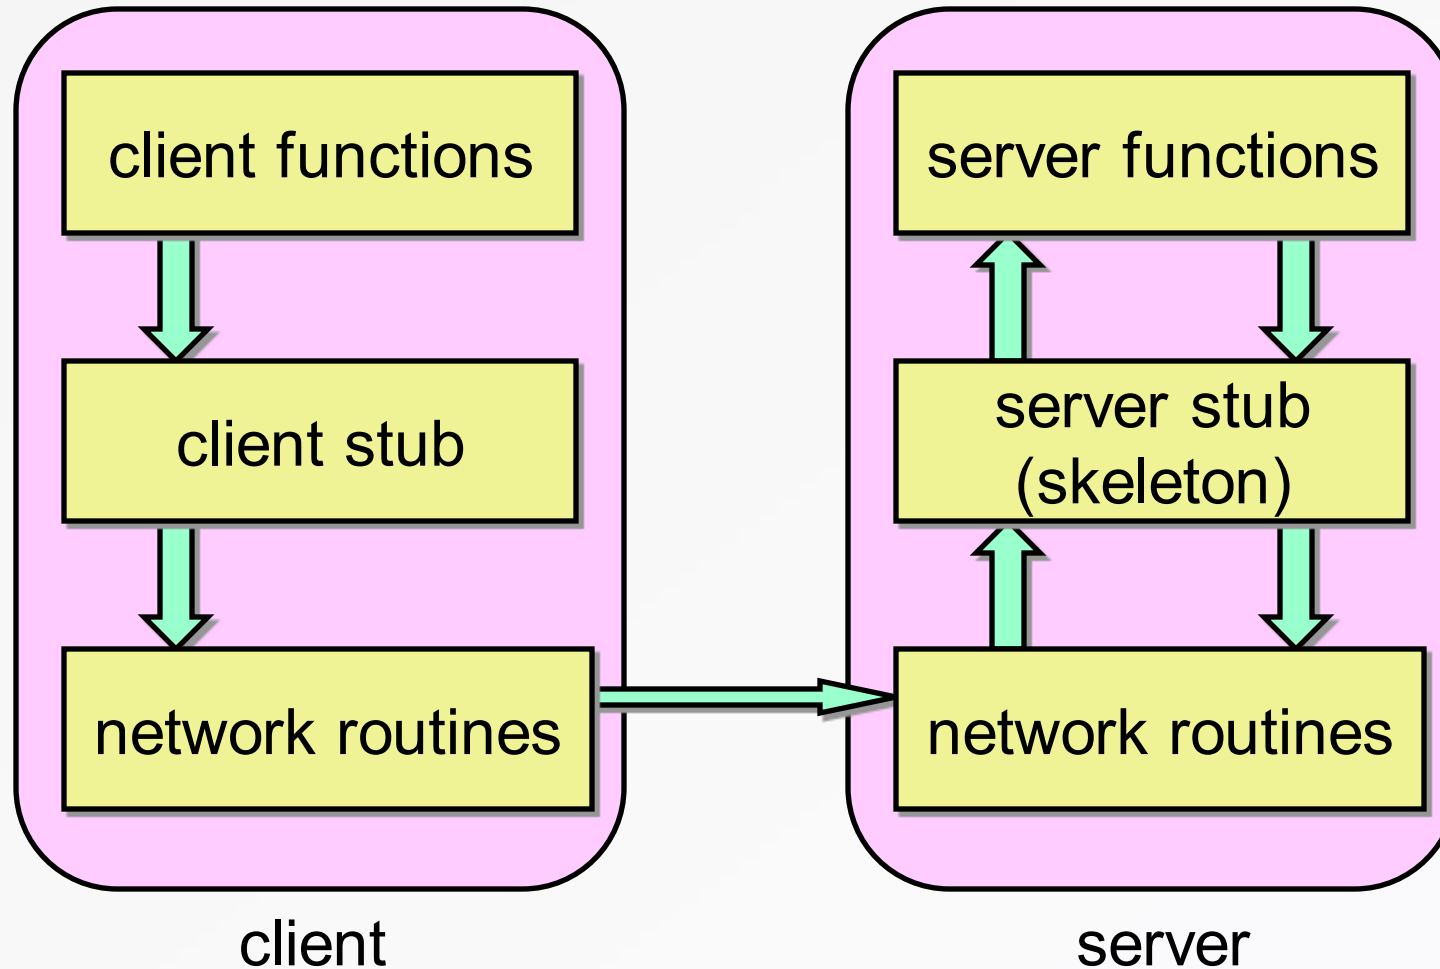 client functions
client stub
network routines
client
server functions
server stub
(skeleton)
network routines
server